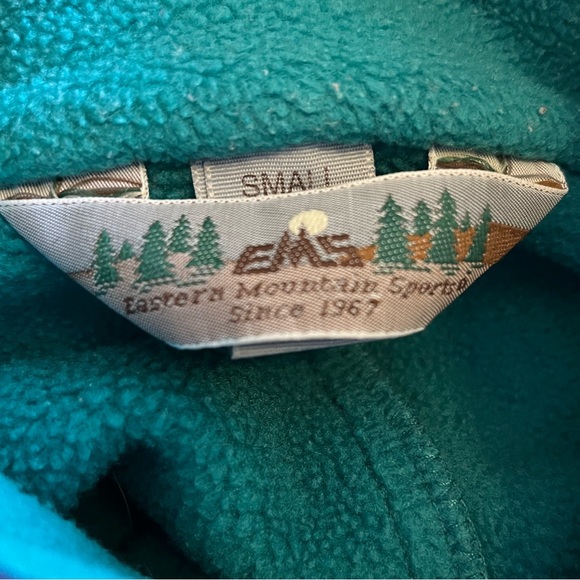 SMALL
EMS
Eastern Mountain Sports
Since 1967